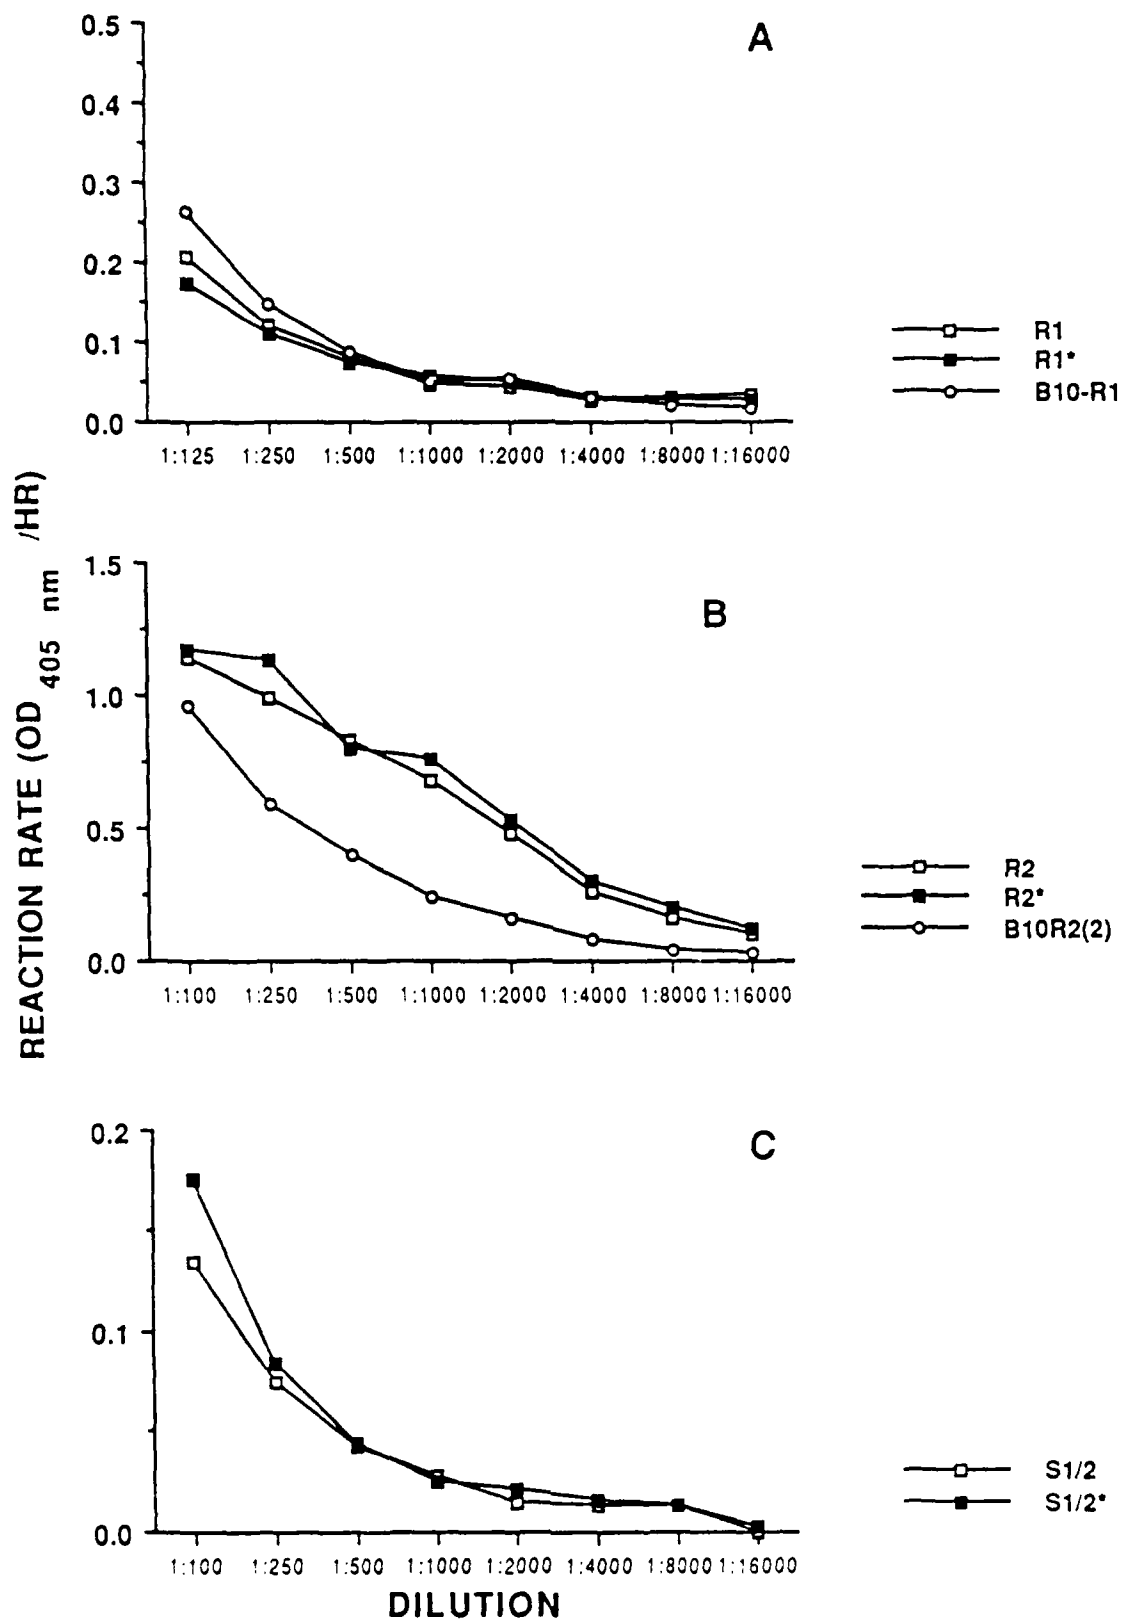 A
0.5
0.4
0.3
0.2
0.1
0.0
1:125 1:250 1:500 1:1000 1:2000 1:4000 1:8000 1:16000
R1
R1*
B10-R1
REACTION RATE (OD 405 nm /HR)
B
1.5
1.0
0.5
0.0
1:100 1:250 1:500 1:1000 1:2000 1:4000 1:8000 1:16000
R2
R2*
B10R2(2)
C
0.2
0.1
0.0
1:100 1:250 1:500 1:1000 1:2000 1:4000 1:8000 1:16000
S1/2
S1/2*
DILUTION